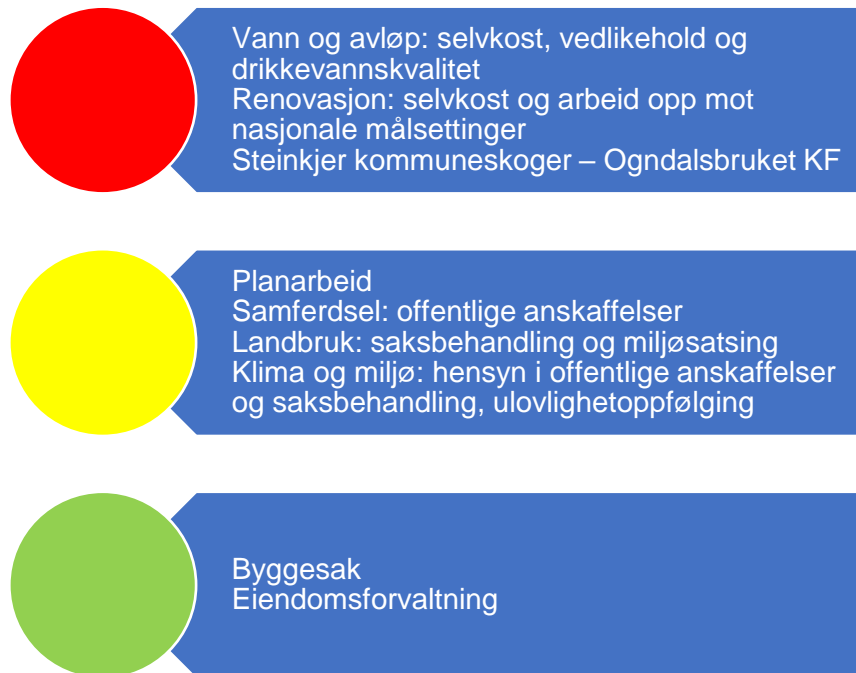 Vann og avløp: selvkost, vedlikehold og
drikkevannskvalitet
Renovasjon: selvkost og arbeid opp mot
nasjonale målsettinger
Steinkjer kommuneskoger – Ogndalsbruket KF
Planarbeid
Samferdsel: offentlige anskaffelser
Landbruk: saksbehandling og miljøsatsing
Klima og miljø: hensyn i offentlige anskaffelser
og saksbehandling, ulovlighetoppfølging
Byggesak
Eiendomsforvaltning